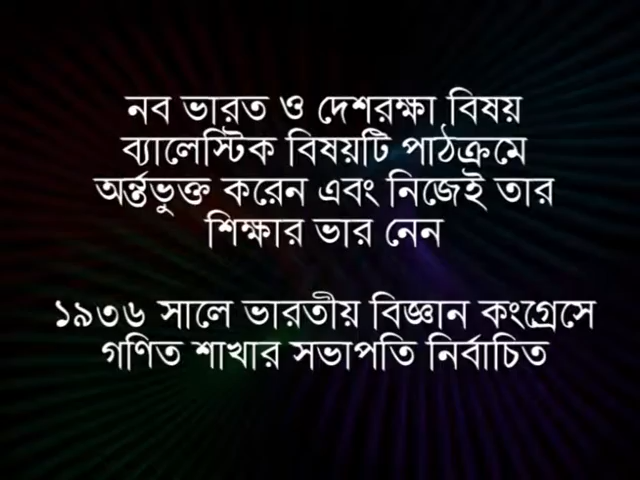 নব ভারত ও দেশরক্ষা বিষয়
ব্যালেস্টিক বিষয়টি পাঠক্রমে
অর্ন্তভুক্ত করেন এবং নিজেই তার
শিক্ষার ভার নেন
১৯৩৬ সালে ভারতীয় বিজ্ঞান কংগ্রেসে
গণিত শাখার সভাপতি নির্বাচিত